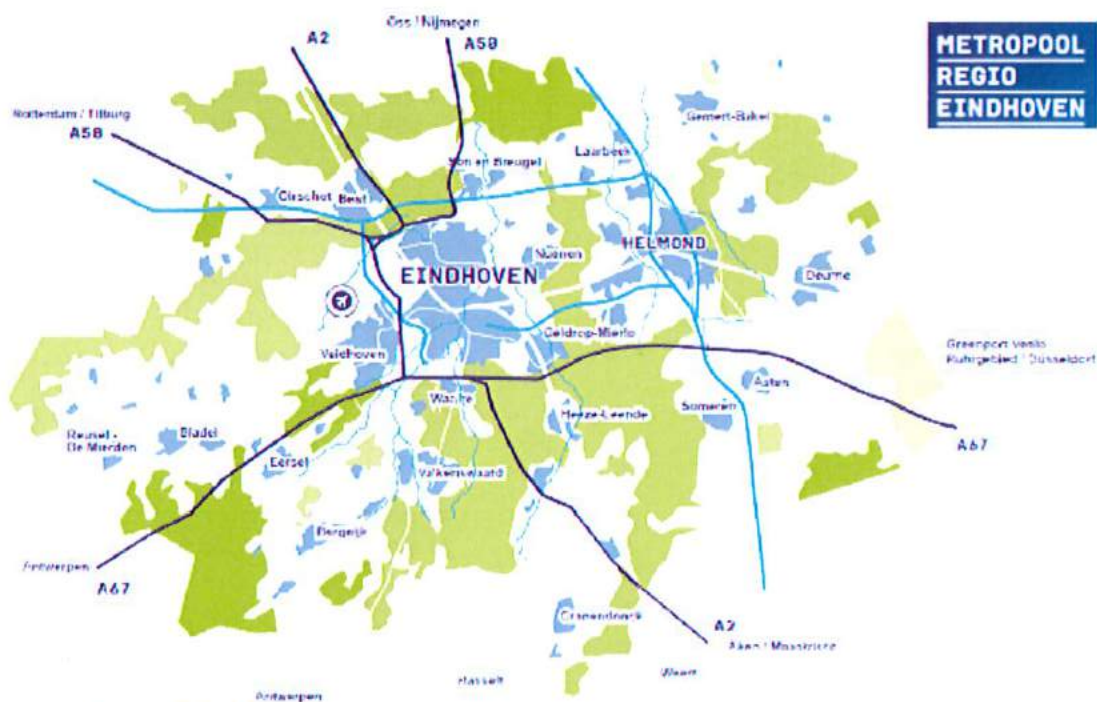 Oss / Nijmegen
A2
A50
METROPOOL
REGIO
EINDHOVEN
Rotterdam / Tilburg
A58
Gemert-Bakel
Laarbeek
Son en Breugel
Oirschot
Best
HELMOND
Nuenen
EINDHOVEN
Deurne
Geldrop-Mierlo
Veldhoven
Greenport Venlo
Ruhrgebied / Dusseldorf
Asten
Waalre
Someren
Heeze-Leende
Reusel -
De Mierden
Bladel
A67
Eersel
Valkenswaard
Bergeijk
Antwerpen
A67
Cranendonck
A2
Aken / Maastricht
Weert
Hasselt
Antwerpen